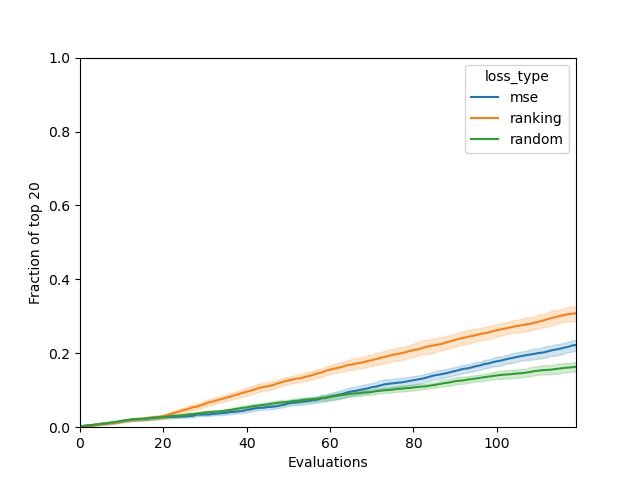 loss_type
mse
ranking
random
1.0
0.8
0.6
0.4
0.2
0.0
Fraction of top 20
0 20 40 60 80 100
Evaluations